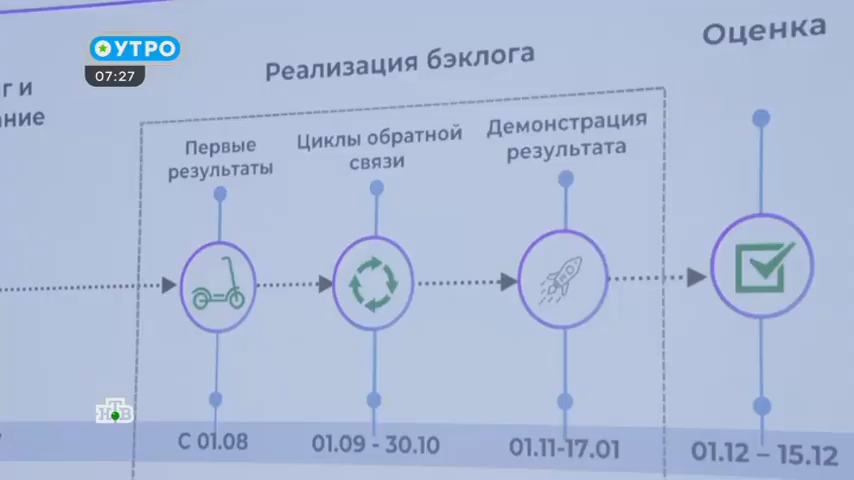 УТРО
07:27
Реализация бэклога
Оценка
г и
ние
Первые
результаты
Циклы обратной
связи
Демонстрация
результата
НТВ
С 01.08
01.09 - 30.10
01.11-17.01
01.12 – 15.12